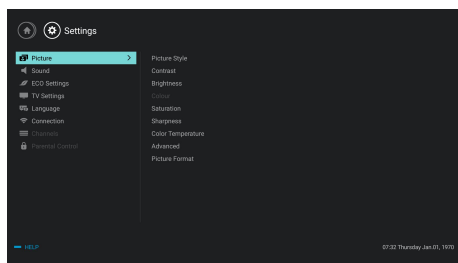 Settings
Picture
Sound
ECO Settings
TV Settings
Language
Connection
Channels
Parental Control
Picture Style
Contrast
Brightness
Colour
Saturation
Sharpness
Color Temperature
Advanced
Picture Format
HELP
07:32 Thursday Jan.01, 1970